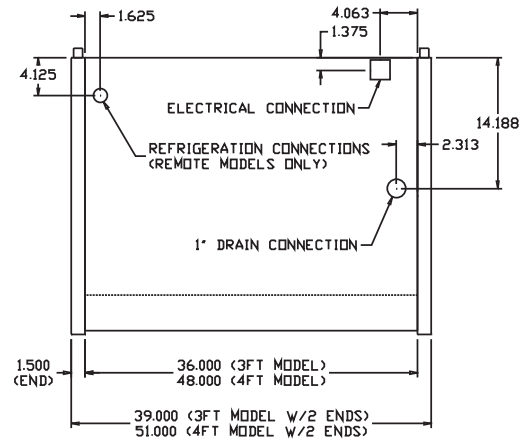 1.625
4.063
1.375
4.125
ELECTRICAL CONNECTION
14.188
REFRIGERATION CONNECTIONS
(REMOTE MODELS ONLY)
2.313
1" DRAIN CONNECTION
1.500
(END)
36.000 (3FT MODEL)
48.000 (4FT MODEL)
39.000 (3FT MODEL W/2 ENDS)
51.000 (4FT MODEL W/2 ENDS)